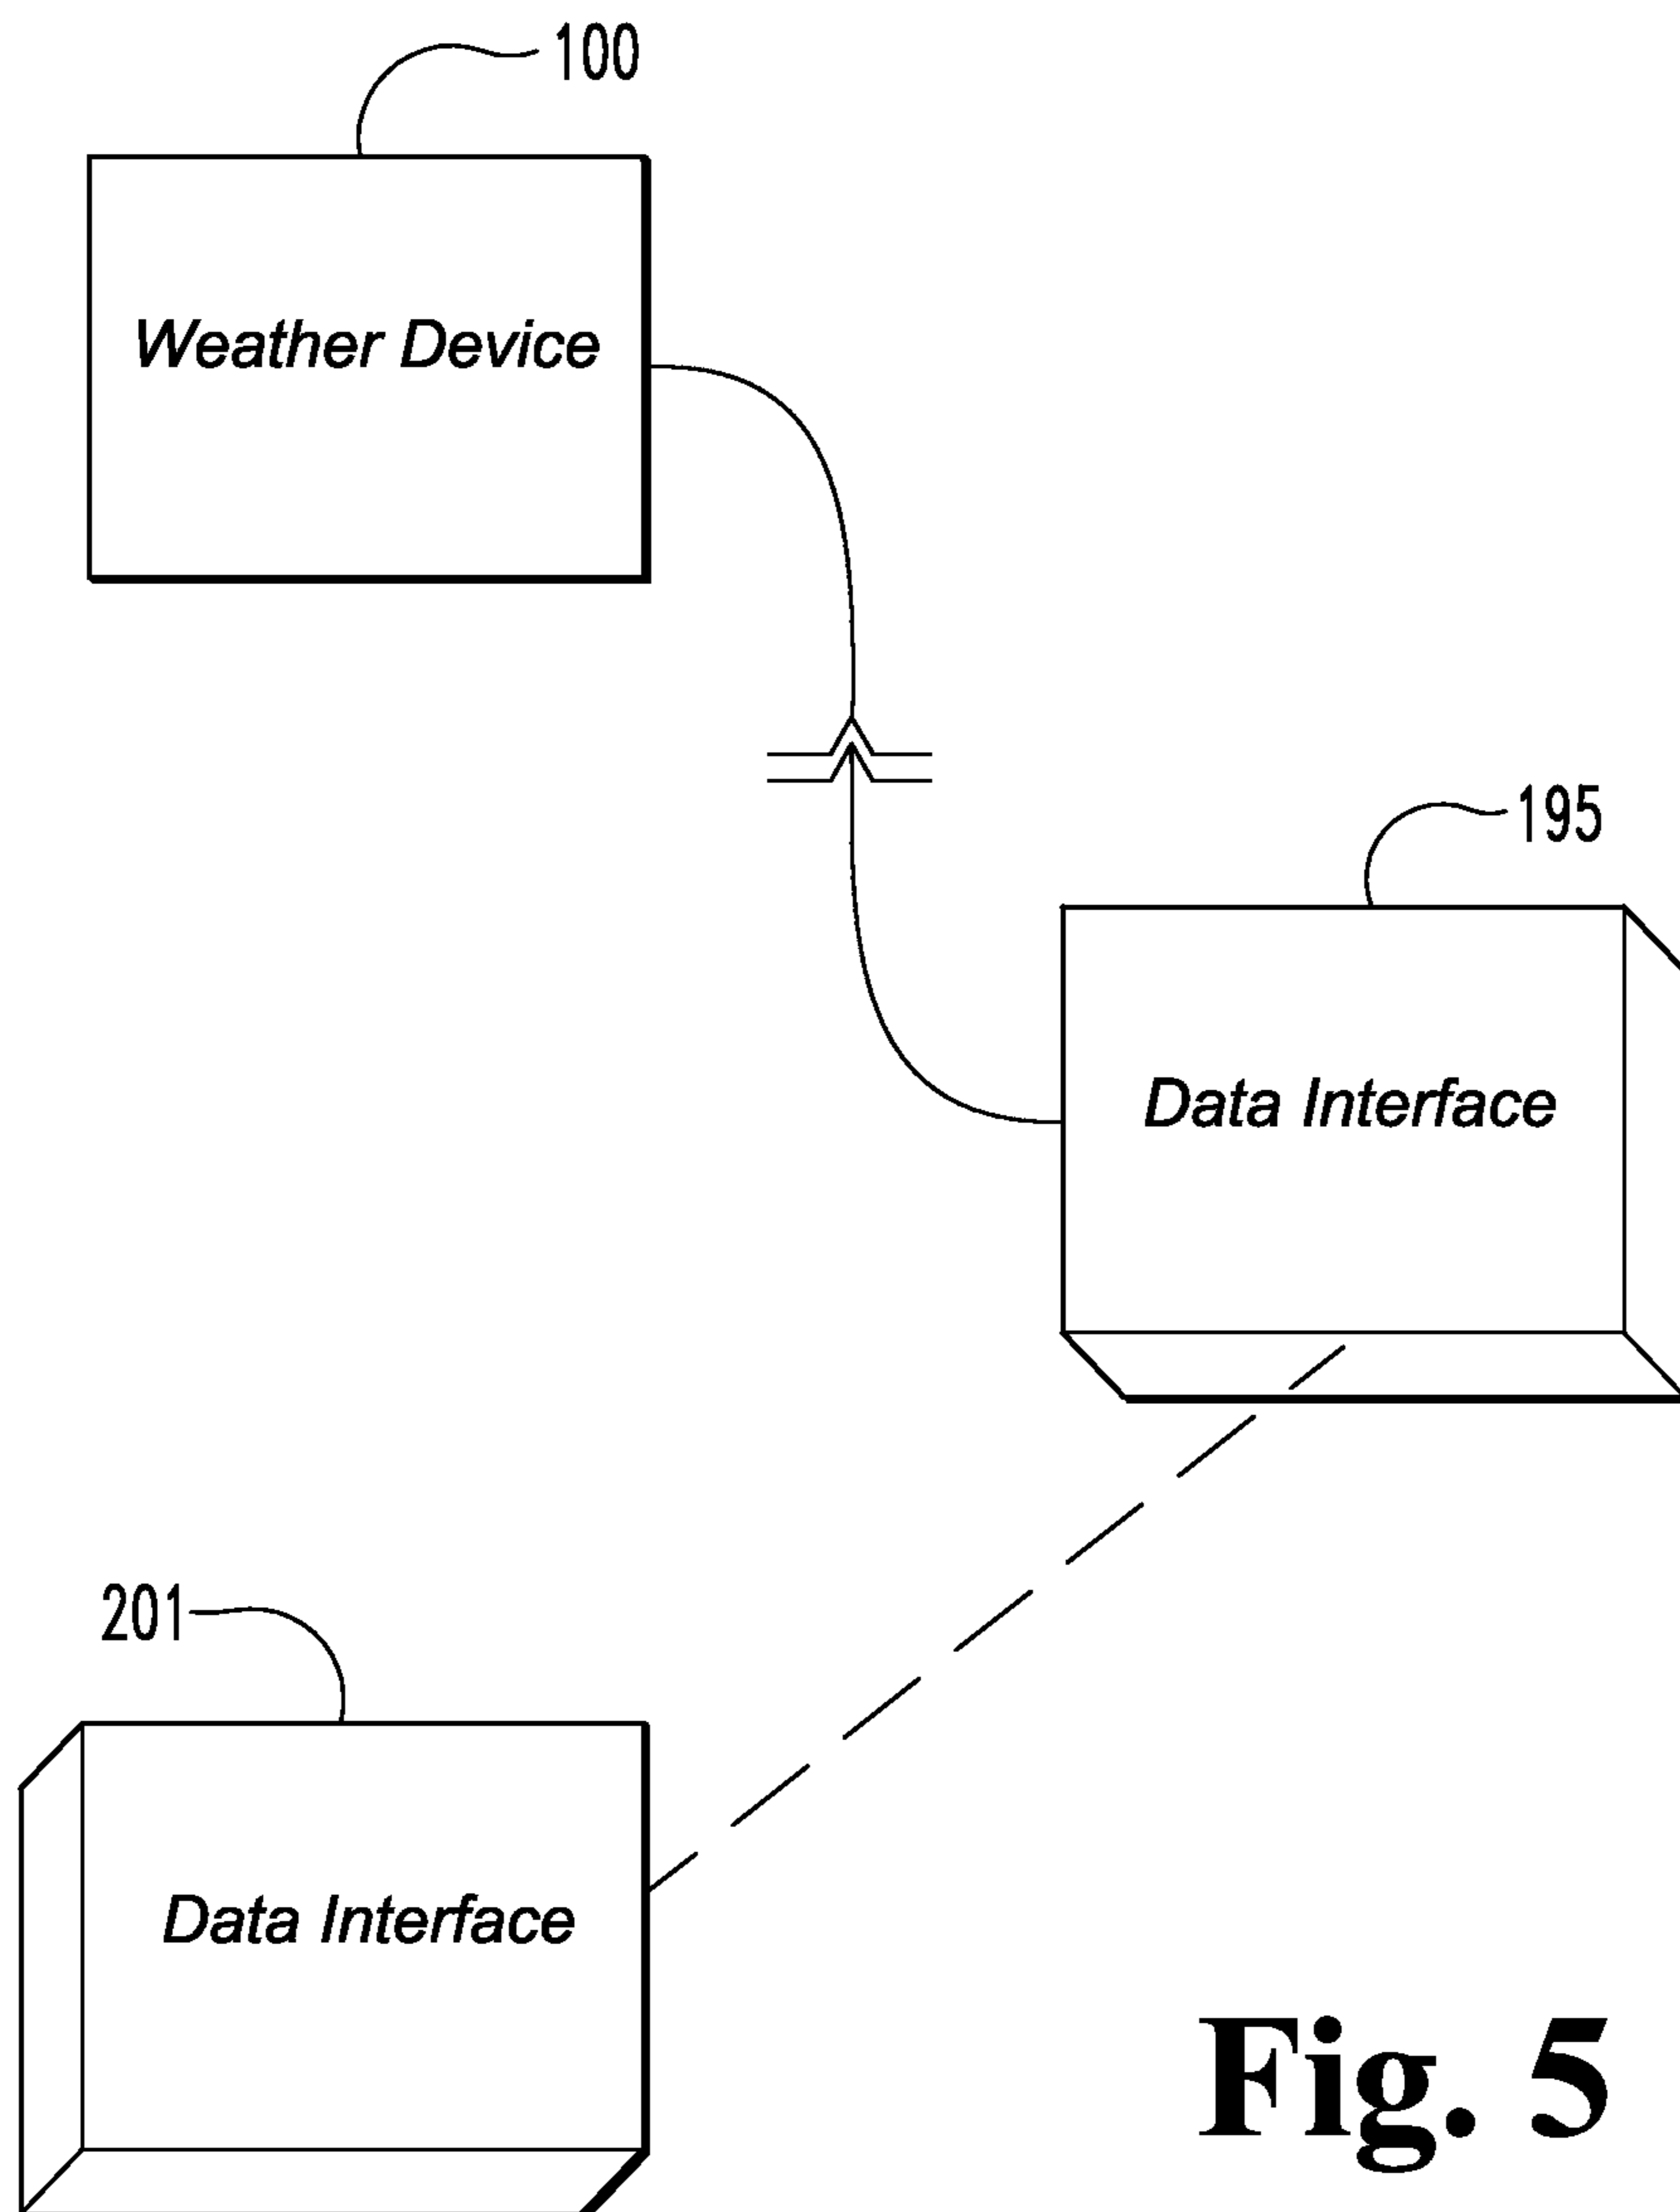 100
Weather Device
195
Data Interface
201
Data Interface
Fig. 5